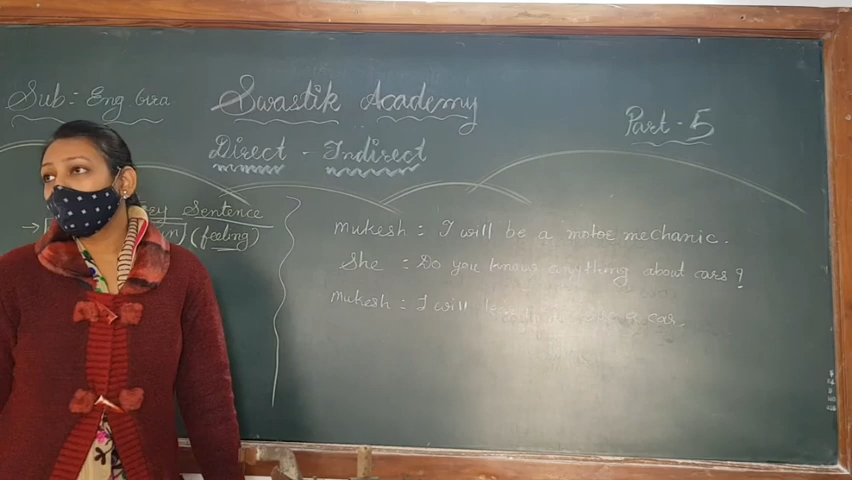 Sub: Eng. Gra.
Swastik Academy
Direct - Indirect
Part - 5
Sentence
(feeling)
Mukesh : I will be a motor mechanic.
She : Do you know anything about cars?
Mukesh : I will a car.